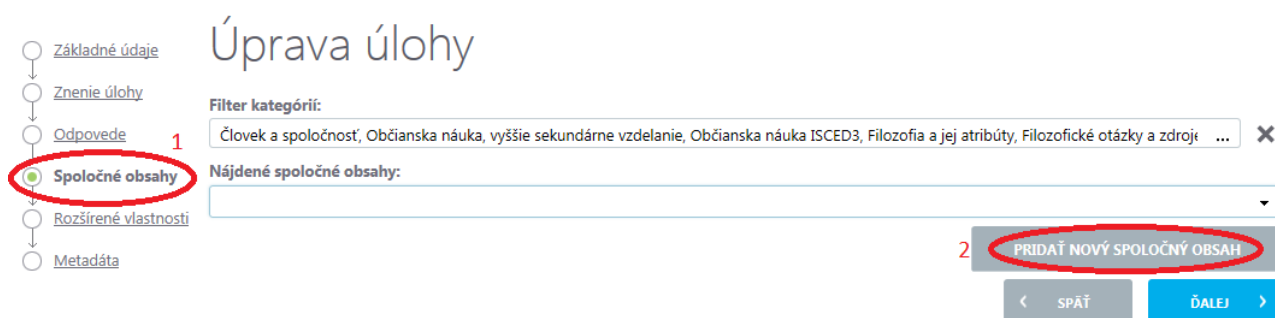 Úprava úlohy
Základné údaje
Znenie úlohy
Odpovede
1
Spoločné obsahy
Rozšírené vlastnosti
Metadáta
Filter kategórií:
Človek a spoločnosť, Občianska náuka, vyššie sekundárne vzdelanie, Občianska náuka ISCED3, Filozofia a jej atribúty, Filozofické otázky a zdroje ...
Nájdené spoločné obsahy:
2
PRIDAŤ NOVÝ SPOLOČNÝ OBSAH
SPÄŤ
ĎALEJ